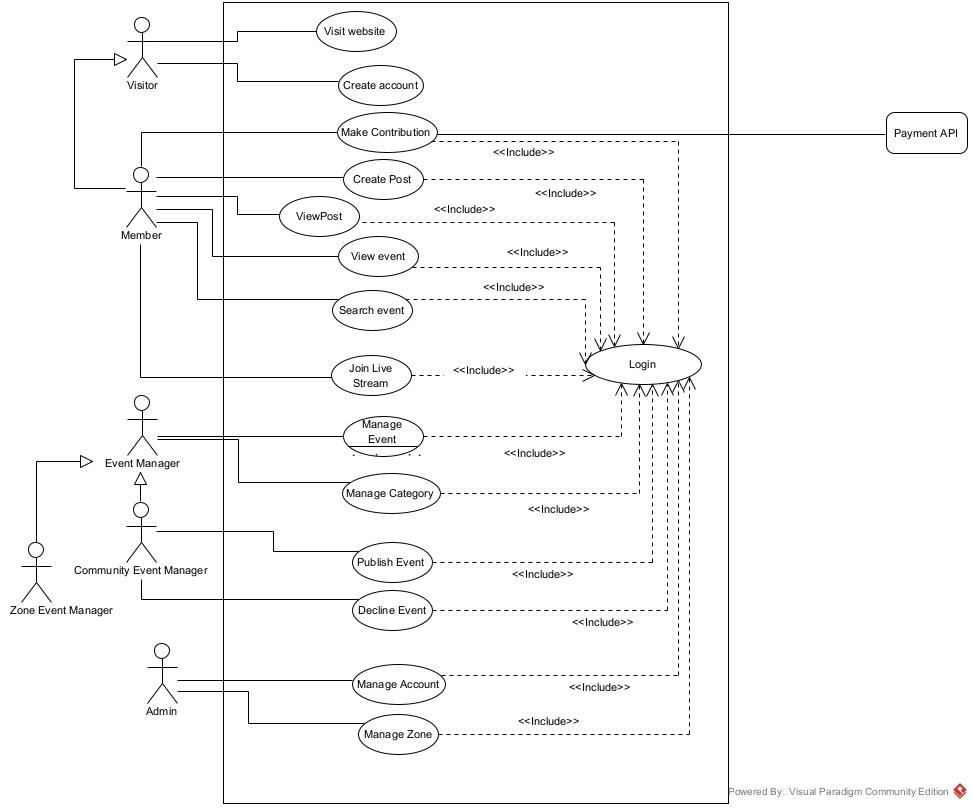 Visit website
Visitor
Create account
Make Contribution
Payment API
<<Include>>
Create Post
<<Include>>
<<Include>>
ViewPost
Member
View event
<<Include>>
<<Include>>
Search event
Login
Join Live
Stream
<<Include>>
Manage
Event
Event Manager
<<Include>>
Manage Category
<<Include>>
Publish Event
Community Event Manager
<<Include>>
Zone Event Manager
Decline Event
<<Include>>
Manage Account
<<Include>>
Admin
<<Include>>
Manage Zone
Powered By Visual Paradigm Community Edition